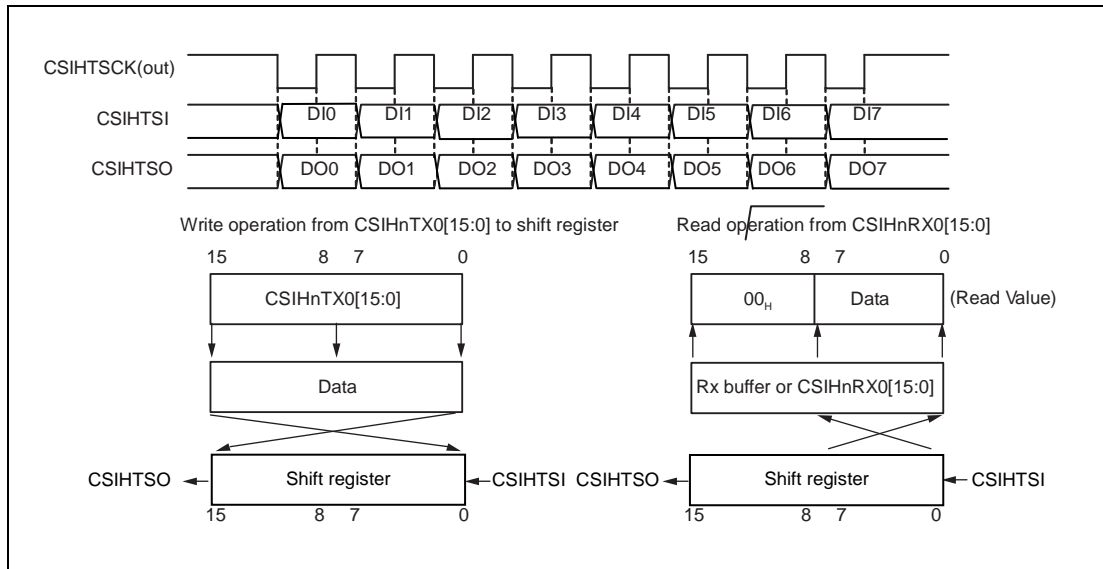 CSIHTSCK(out)
CSIHTSI DI0 DI1 DI2 DI3 DI4 DI5 DI6 DI7
CSIHTSO DO0 DO1 DO2 DO3 DO4 DO5 DO6 DO7
Write operation from CSIHnTX0[15:0] to shift register
15 8 7 0
CSIHnTX0[15:0]
Data
CSIHTSO Shift register CSIHTSI
15 8 7 0
Read operation from CSIHnRX0[15:0]
15 8 7 0
00H Data (Read Value)
Rx buffer or CSIHnRX0[15:0]
CSIHTSO Shift register CSIHTSI
15 8 7 0